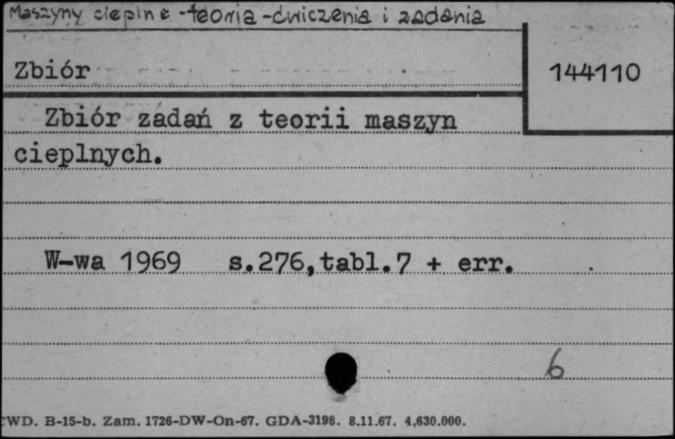 Maszyny cieplne - teoria - ćwiczenia i zadania
Zbiór
144110
Zbiór zadań z teorii maszyn
cieplnych.
W-wa 1969 s.276,tabl.7 + err.
6
CWD. B-15-b. Zam. 1726-DW-On-67. GDA-3198. 8.11.67. 4,630.000.